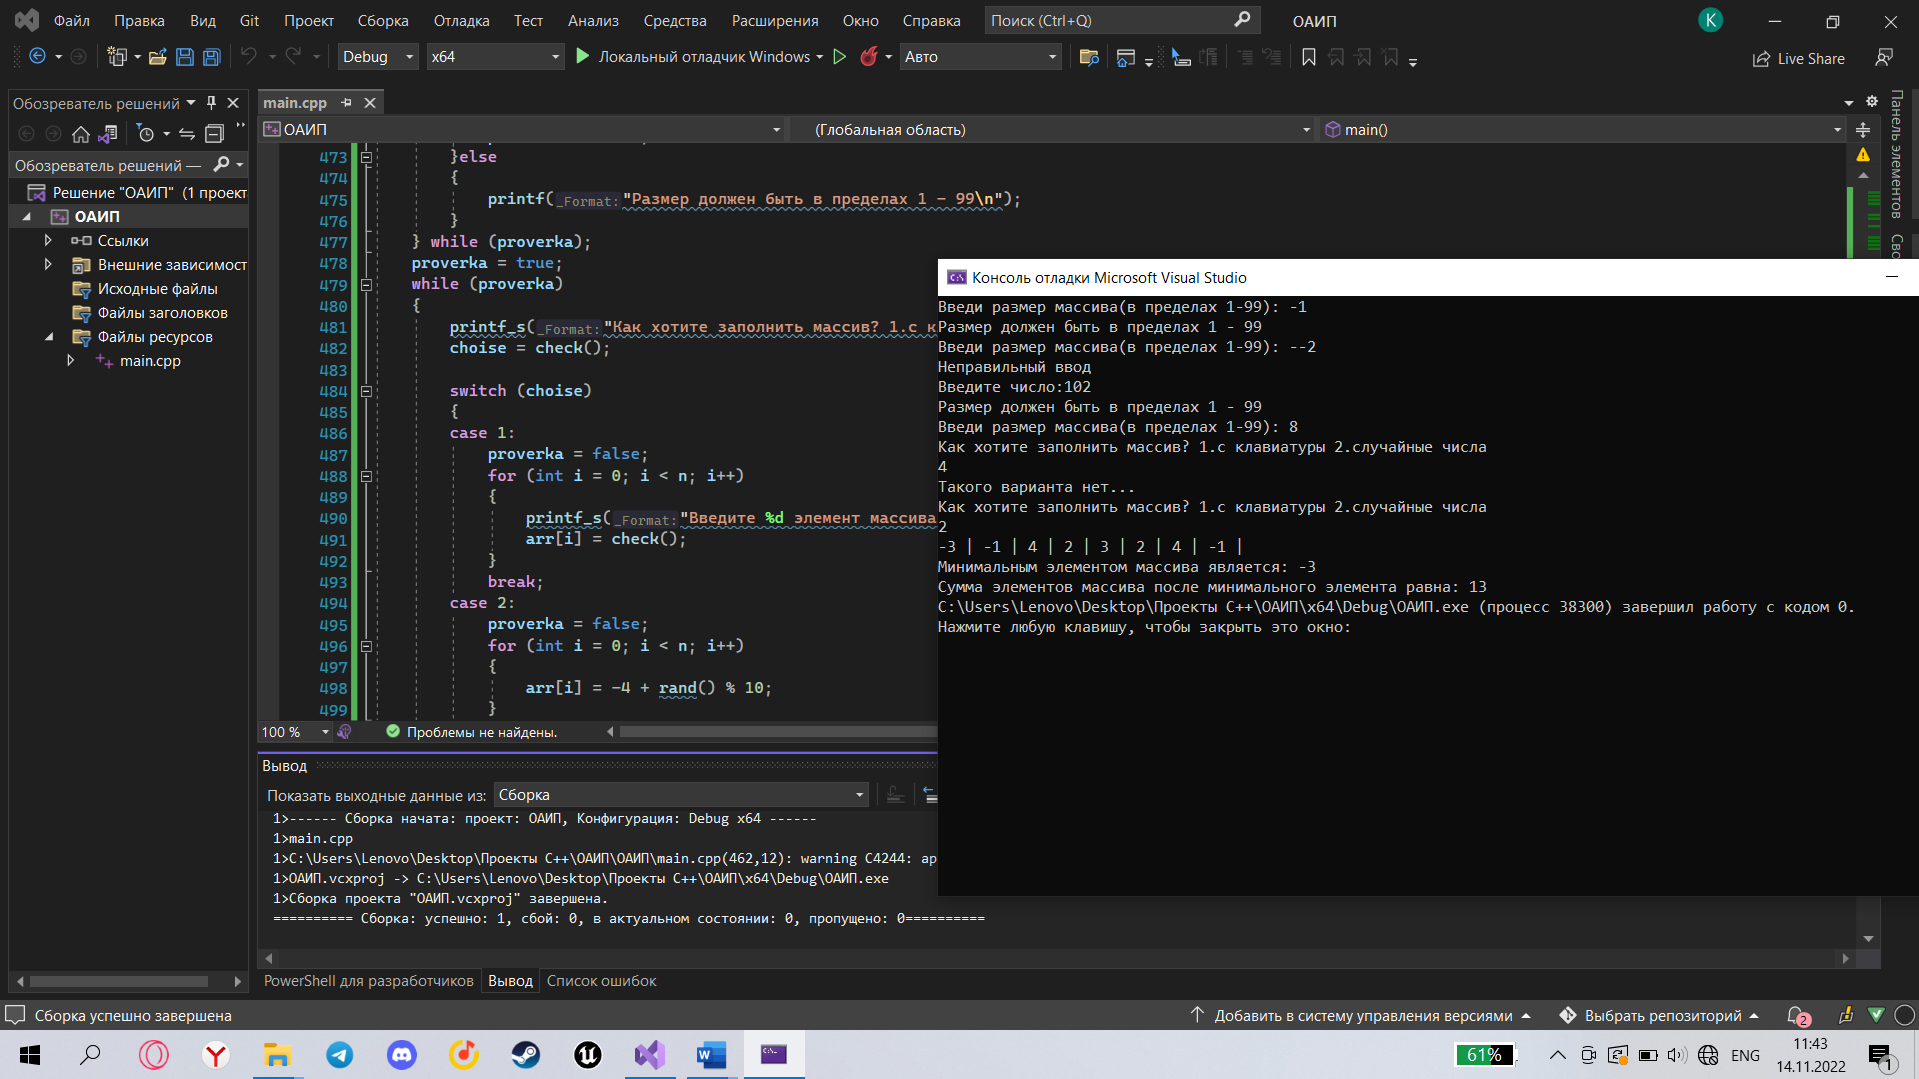 Файл Правка Вид Git Проект Сборка Отладка Тест Анализ Средства Расширения Окно Справка Поиск (Ctrl+Q) ОАИП К
Debug x64 Локальный отладчик Windows Авто Live Share
Обозреватель решений
main.cpp
ОАИП (Глобальная область) main()
Обозреватель решений —
Решение "ОАИП" (1 проект
ОАИП
Ссылки
Внешние зависимост
Исходные файлы
Файлы заголовков
Файлы ресурсов
main.cpp
473 }else
474 {
475 printf(_Format:"Размер должен быть в пределах 1 - 99\n");
476 }
477 } while (proverka);
478 proverka = true;
479 while (proverka)
480 {
481 printf_s(_Format:"Как хотите заполнить массив? 1.с к
482 choise = check();
483
484 switch (choise)
485 {
486 case 1:
487 proverka = false;
488 for (int i = 0; i < n; i++)
489 {
490 printf_s(_Format:"Введите %d элемент массива
491 arr[i] = check();
492 }
493 break;
494 case 2:
495 proverka = false;
496 for (int i = 0; i < n; i++)
497 {
498 arr[i] = -4 + rand() % 10;
499 }
100 % Проблемы не найдены.
Панель элементов
Сво
Консоль отладки Microsoft Visual Studio
Введи размер массива(в пределах 1-99): -1
Размер должен быть в пределах 1 - 99
Введи размер массива(в пределах 1-99): --2
Неправильный ввод
Введите число:102
Размер должен быть в пределах 1 - 99
Введи размер массива(в пределах 1-99): 8
Как хотите заполнить массив? 1.с клавиатуры 2.случайные числа
4
Такого варианта нет...
Как хотите заполнить массив? 1.с клавиатуры 2.случайные числа
2
-3 | -1 | 4 | 2 | 3 | 2 | 4 | -1 |
Минимальным элементом массива является: -3
Сумма элементов массива после минимального элемента равна: 13
C:\Users\Lenovo\Desktop\Проекты C++\ОАИП\x64\Debug\ОАИП.exe (процесс 38300) завершил работу с кодом 0.
Нажмите любую клавишу, чтобы закрыть это окно:
Вывод
Показать выходные данные из: Сборка
1>------ Сборка начата: проект: ОАИП, Конфигурация: Debug x64 ------
1>main.cpp
1>C:\Users\Lenovo\Desktop\Проекты C++\ОАИП\ОАИП\main.cpp(462,12): warning C4244: ар
1>ОАИП.vcxproj -> C:\Users\Lenovo\Desktop\Проекты C++\ОАИП\x64\Debug\ОАИП.exe
1>Сборка проекта "ОАИП.vcxproj" завершена.
========== Сборка: успешно: 1, сбой: 0, в актуальном состоянии: 0, пропущено: 0==========
PowerShell для разработчиков Вывод Список ошибок
Сборка успешно завершена Добавить в систему управления версиями Выбрать репозиторий 2
61% ENG 11:43
14.11.2022 1